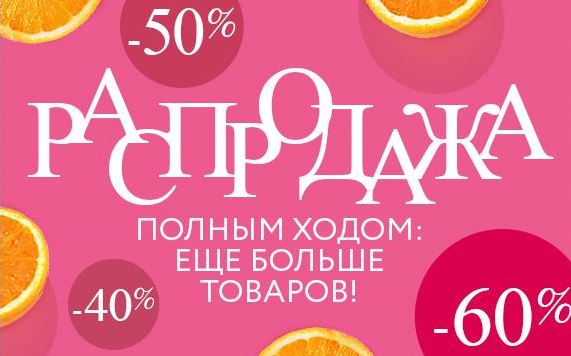 -50%
РАСПРОДАЖА
ПОЛНЫМ ХОДОМ:
ЕЩЕ БОЛЬШЕ
ТОВАРОВ!
-40%
-60%